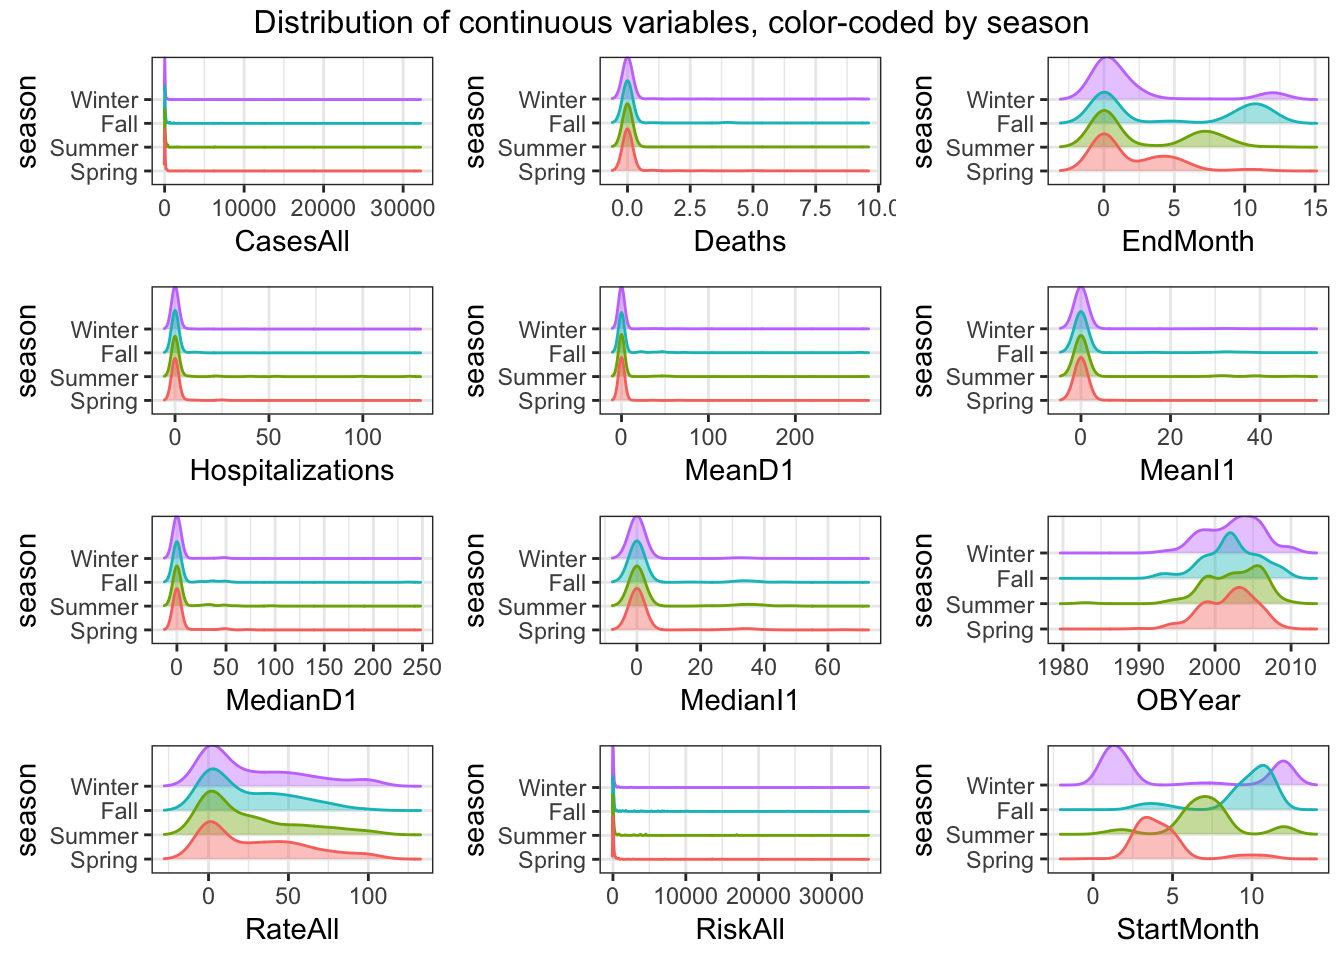 Distribution of continuous variables, color-coded by season
season
Winter
Fall
Summer
Spring
0 10000 20000 30000
CasesAll
season
Winter
Fall
Summer
Spring
0.0 2.5 5.0 7.5 10.0
Deaths
season
Winter
Fall
Summer
Spring
0 5 10 15
EndMonth
season
Winter
Fall
Summer
Spring
0 50 100
Hospitalizations
season
Winter
Fall
Summer
Spring
0 100 200
MeanD1
season
Winter
Fall
Summer
Spring
0 20 40
MeanI1
season
Winter
Fall
Summer
Spring
0 50 100 150 200 250
MedianD1
season
Winter
Fall
Summer
Spring
0 20 40 60
MedianI1
season
Winter
Fall
Summer
Spring
1980 1990 2000 2010
OBYear
season
Winter
Fall
Summer
Spring
0 50 100
RateAll
season
Winter
Fall
Summer
Spring
0 10000 20000 30000
RiskAll
season
Winter
Fall
Summer
Spring
0 5 10
StartMonth